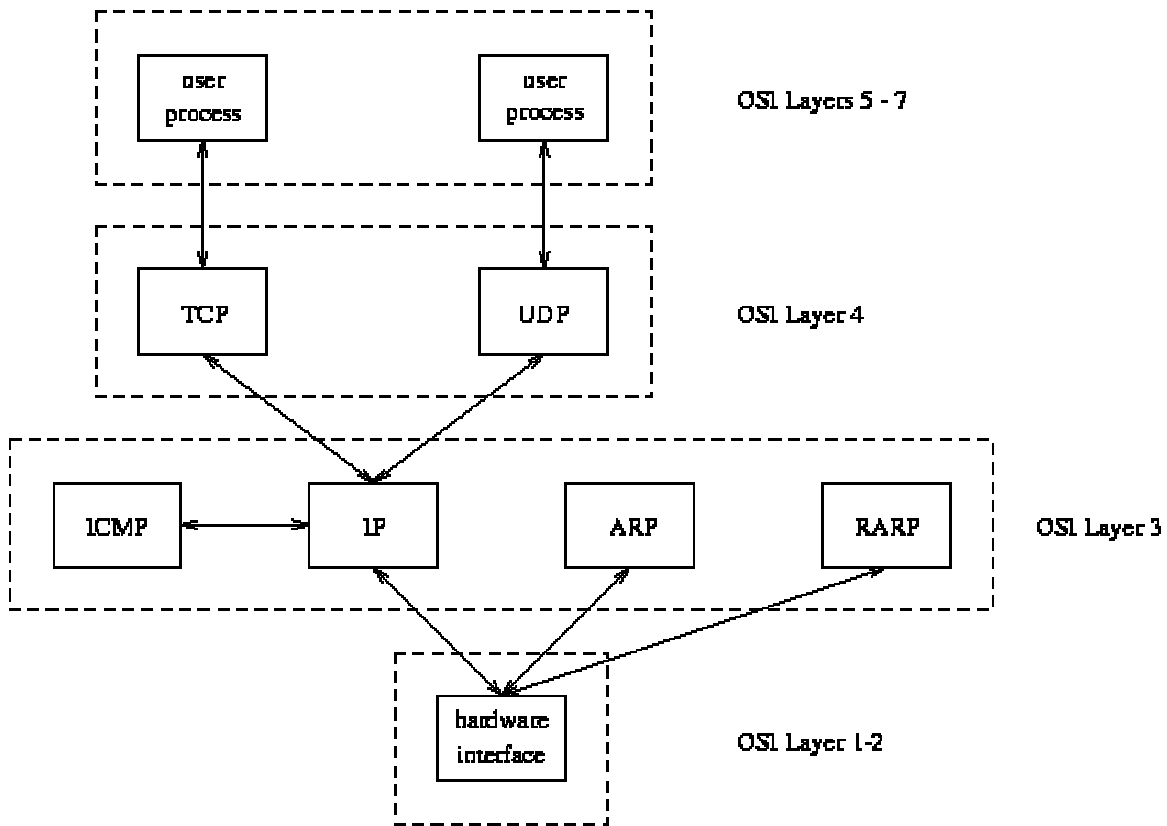 user
process
user
process
OSI Layers 5 - 7
TCP
UDP
OSI Layer 4
ICMP
IP
ARP
RARP
OSI Layer 3
hardware
interface
OSI Layer 1-2